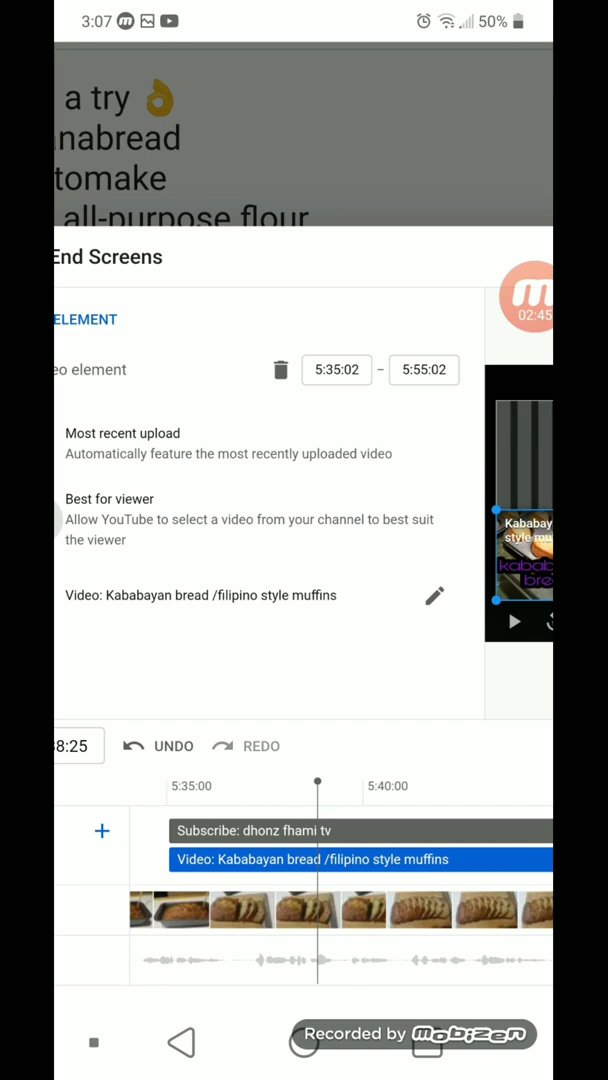 3:07
50%
a try 👌
nabread
tomake
all-purpose flour
End Screens
02:45
ELEMENT
eo element
5:35:02 - 5:55:02
Most recent upload
Automatically feature the most recently uploaded video
Best for viewer
Allow YouTube to select a video from your channel to best suit
the viewer
Kababay
style mu
kabab
bre
Video: Kababayan bread /filipino style muffins
8:25
UNDO
REDO
5:35:00
5:40:00
Subscribe: dhonz fhami tv
Video: Kababayan bread /filipino style muffins
Recorded by mobizen